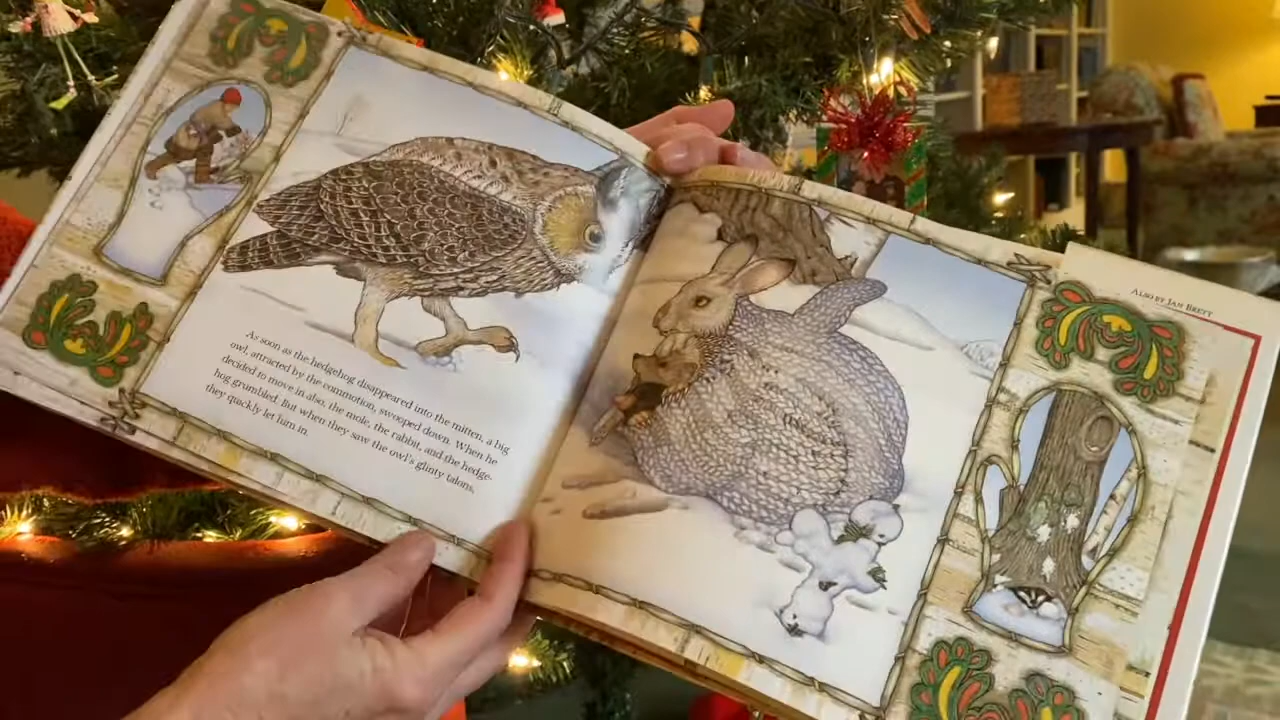 As soon as the hedgehog disappeared into the mitten, a big
owl, attracted by the commotion, swooped down. When he
decided to move in also, the mole, the rabbit, and the hedge-
hog grumbled. But when they saw the owl's glinty talons,
they quickly let him in.
ALSO BY JAN BRETT